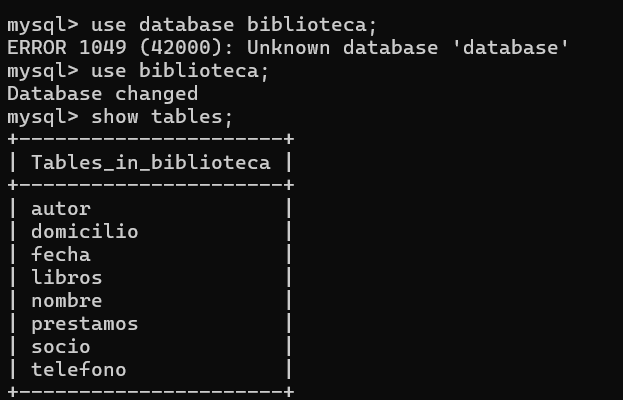 mysql> use database biblioteca;
ERROR 1049 (42000): Unknown database 'database'
mysql> use biblioteca;
Database changed
mysql> show tables;
+----------------------+
| Tables_in_biblioteca |
+----------------------+
| autor                |
| domicilio            |
| fecha                |
| libros               |
| nombre               |
| prestamos            |
| socio                |
| telefono             |
+----------------------+